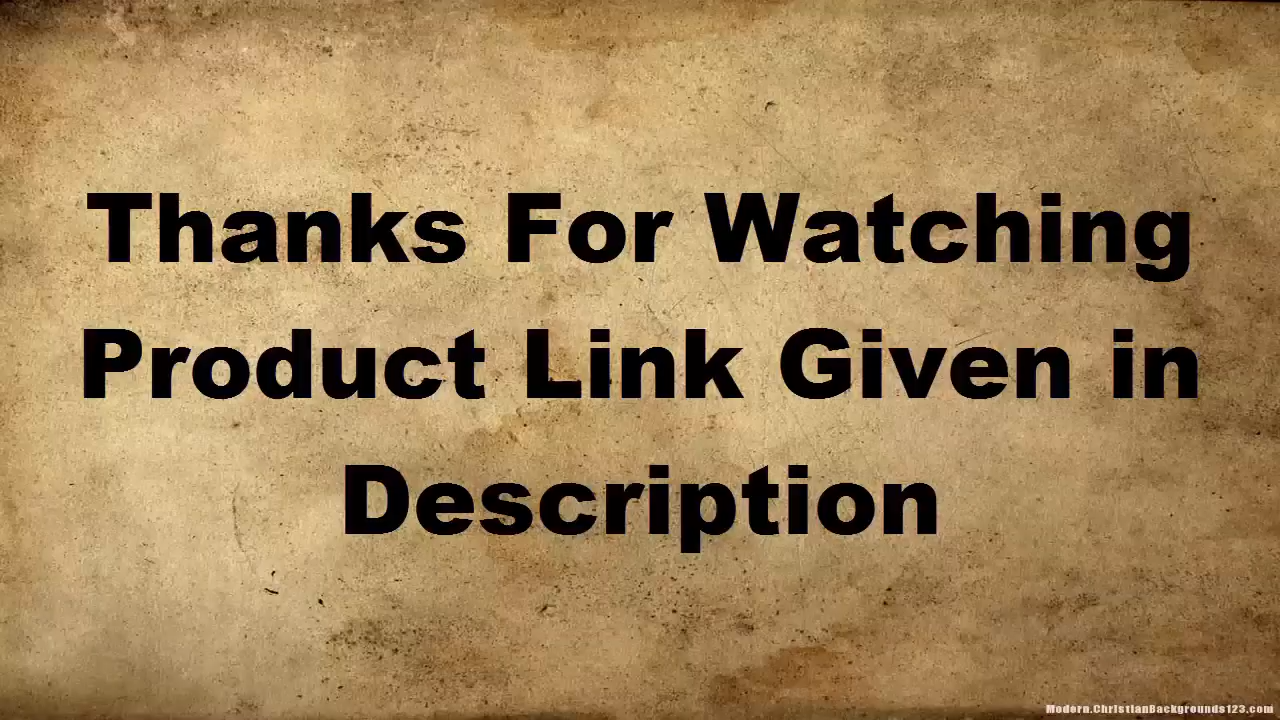 Thanks For Watching
Product Link Given in
Description
Modern.ChristianBackgrounds123.com